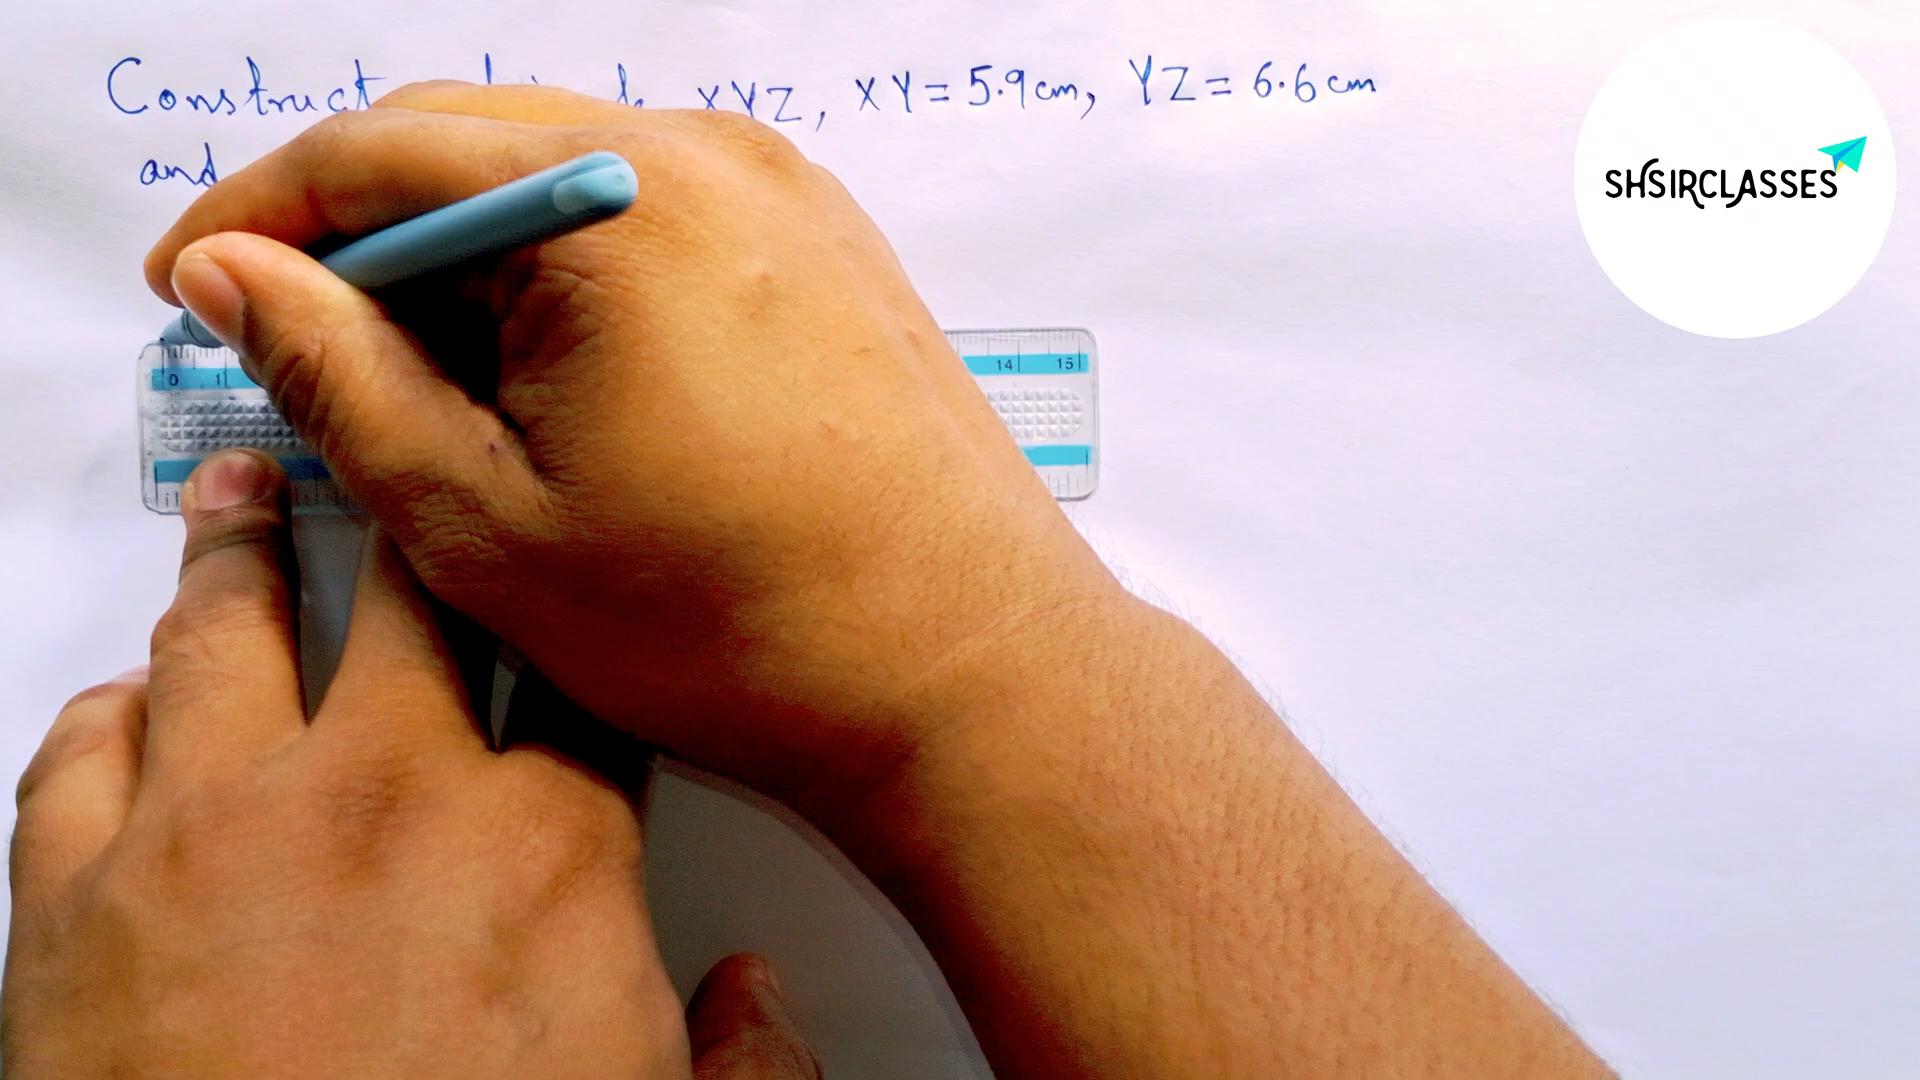 Construct XYZ, XY = 5.9 cm, YZ = 6.6 cm
and
SHSIRCLASSES
0 1 14 15